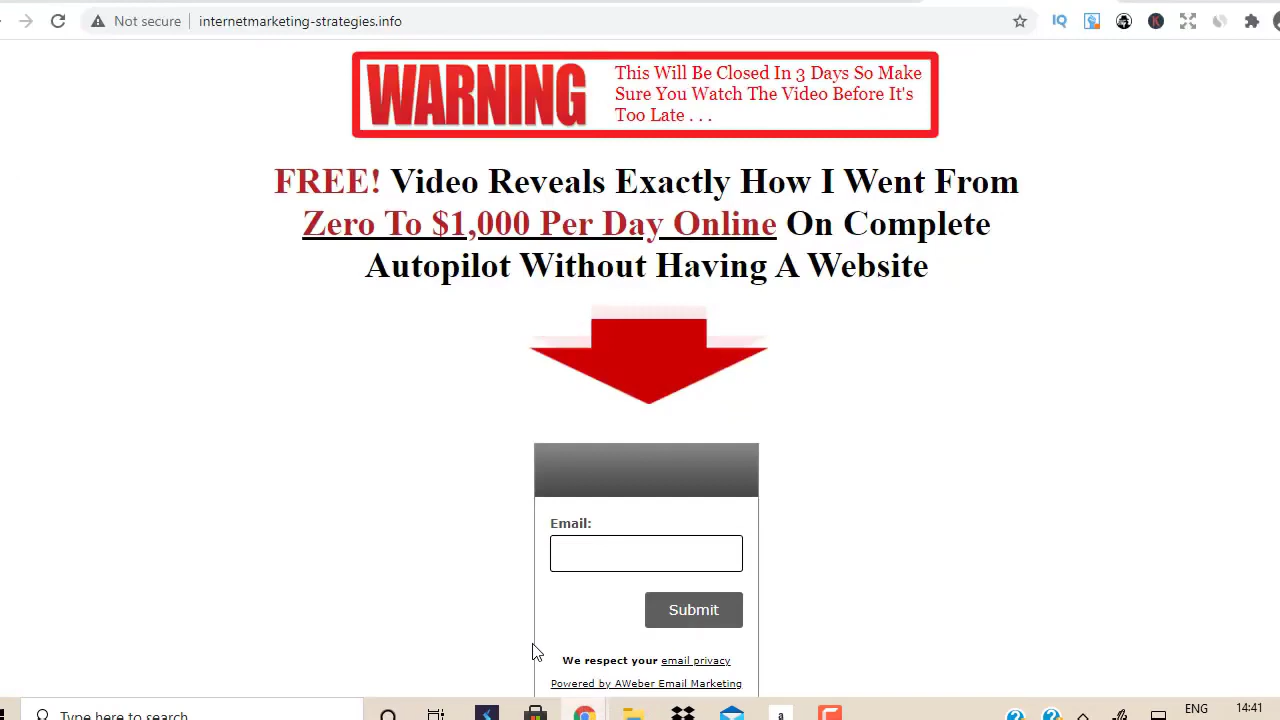 Not secure
internetmarketing-strategies.info
IQ
K
WARNING
This Will Be Closed In 3 Days So Make
Sure You Watch The Video Before It's
Too Late . . .
FREE! Video Reveals Exactly How I Went From
Zero To $1,000 Per Day Online On Complete
Autopilot Without Having A Website
Email:
Submit
We respect your email privacy
Powered by AWeber Email Marketing
Type here to search
a
ENG
14:41